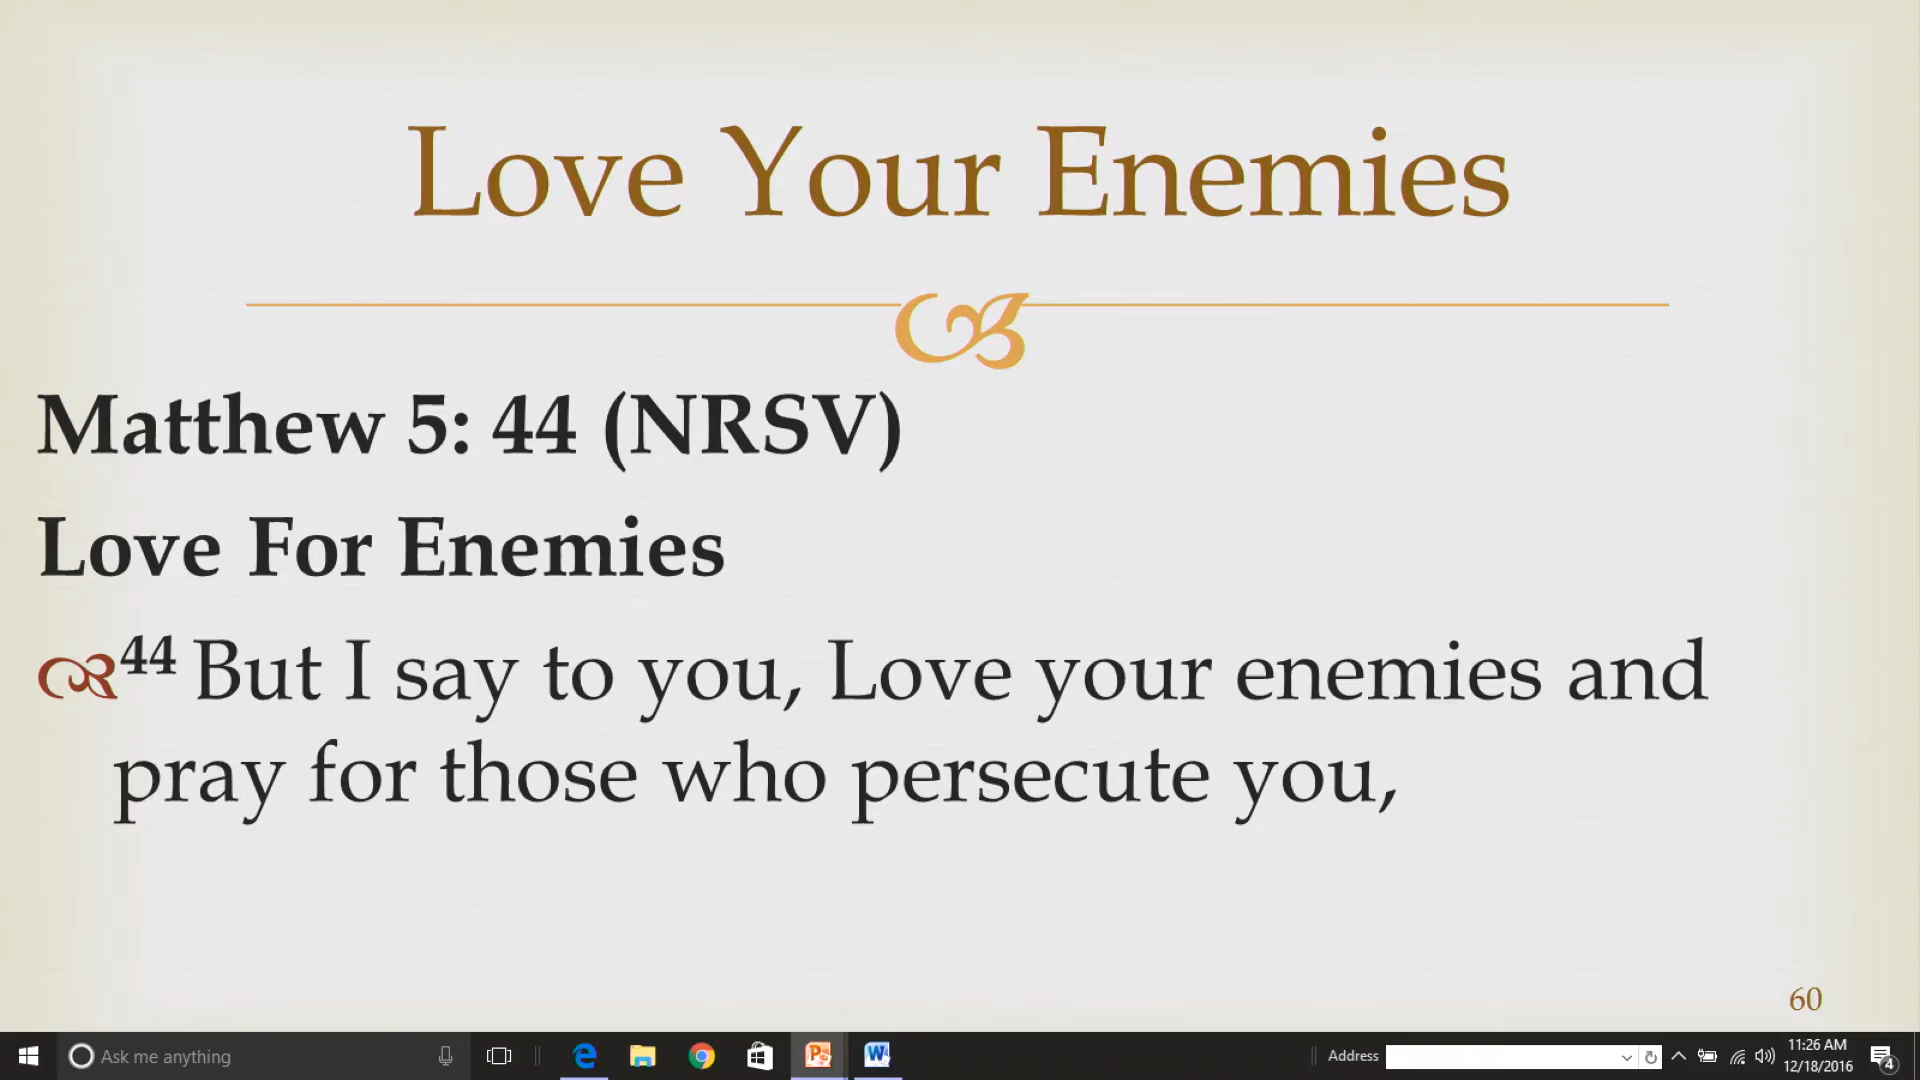 Love Your Enemies
Matthew 5: 44 (NRSV)
Love For Enemies
44 But I say to you, Love your enemies and
pray for those who persecute you,
60
Ask me anything
Address
11:26 AM
12/18/2016
4